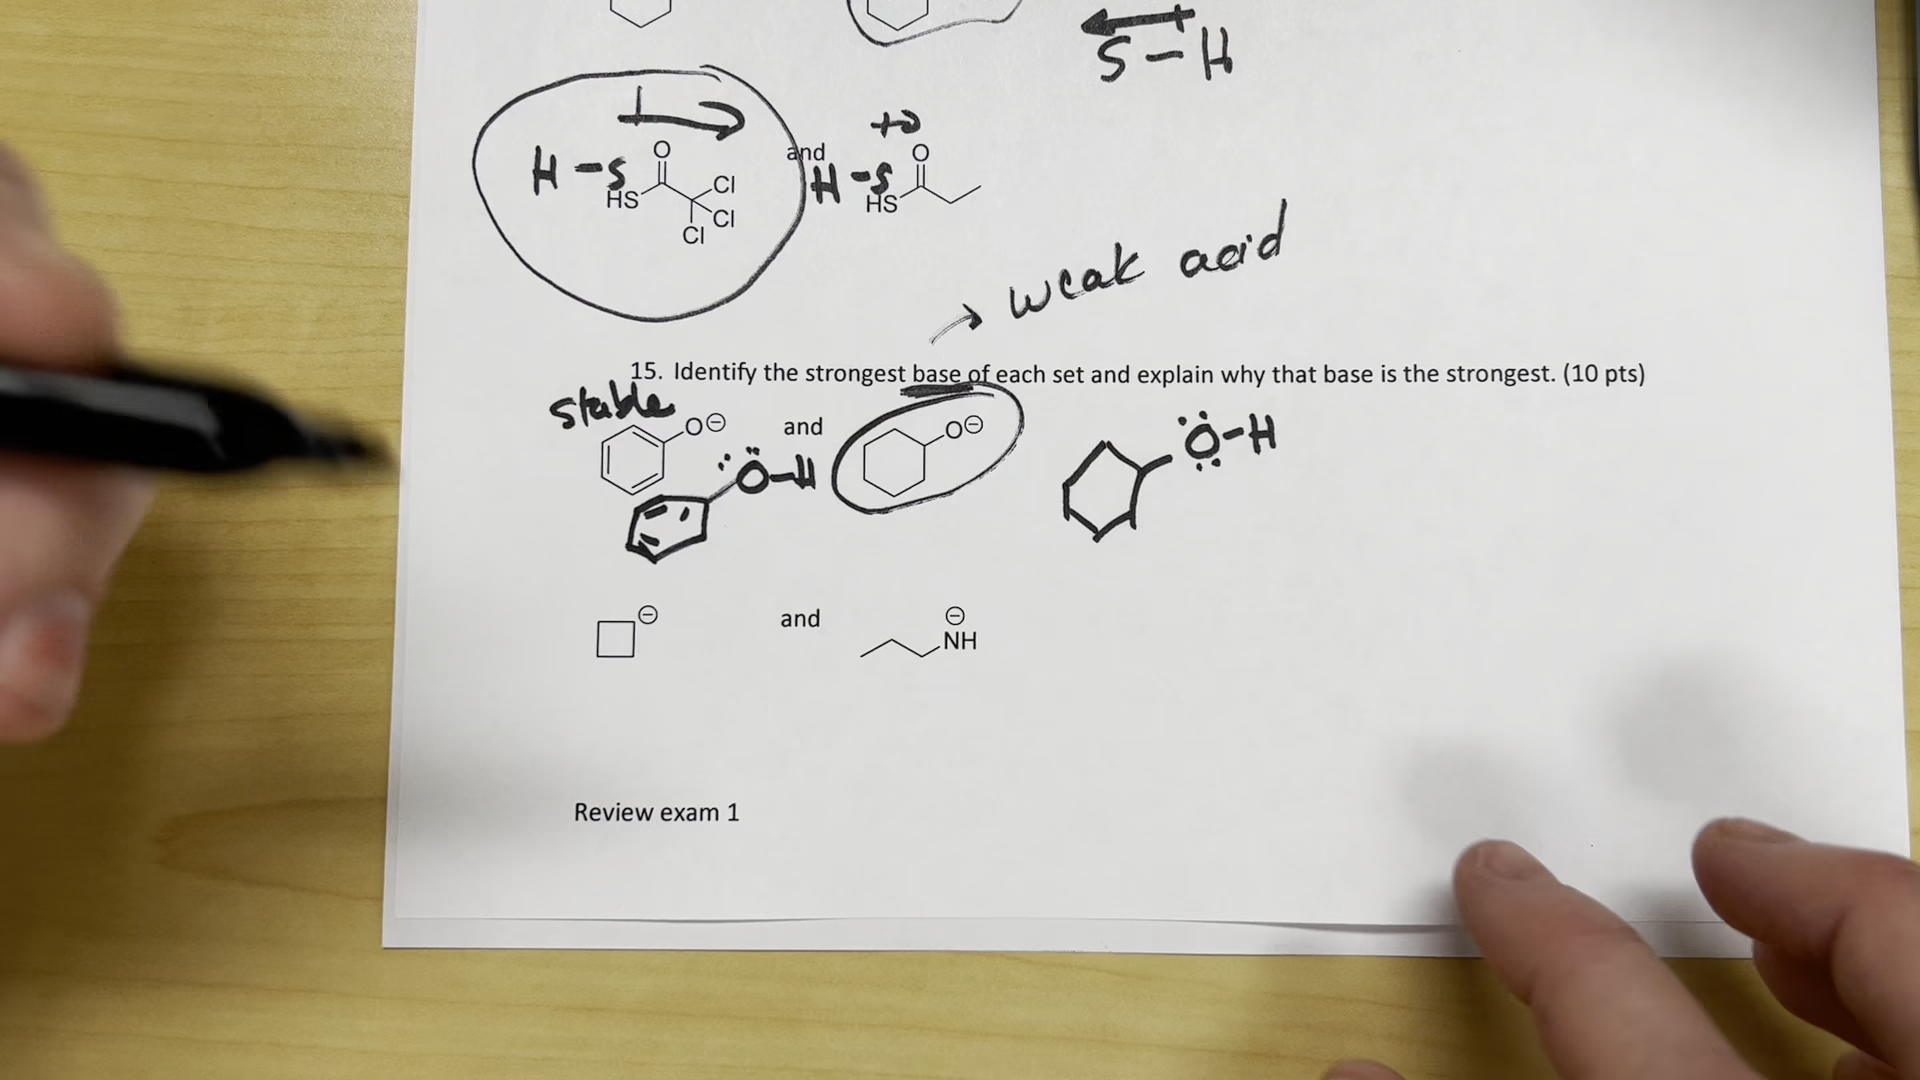 S-H
H-S
O
HS
Cl
Cl
Cl
and
H-S
O
HS
→ weak acid
15. Identify the strongest base of each set and explain why that base is the strongest. (10 pts)
stable
O⊖
and
O⊖
Ö-H
Ö-H
⊖
and
⊖
NH
Review exam 1